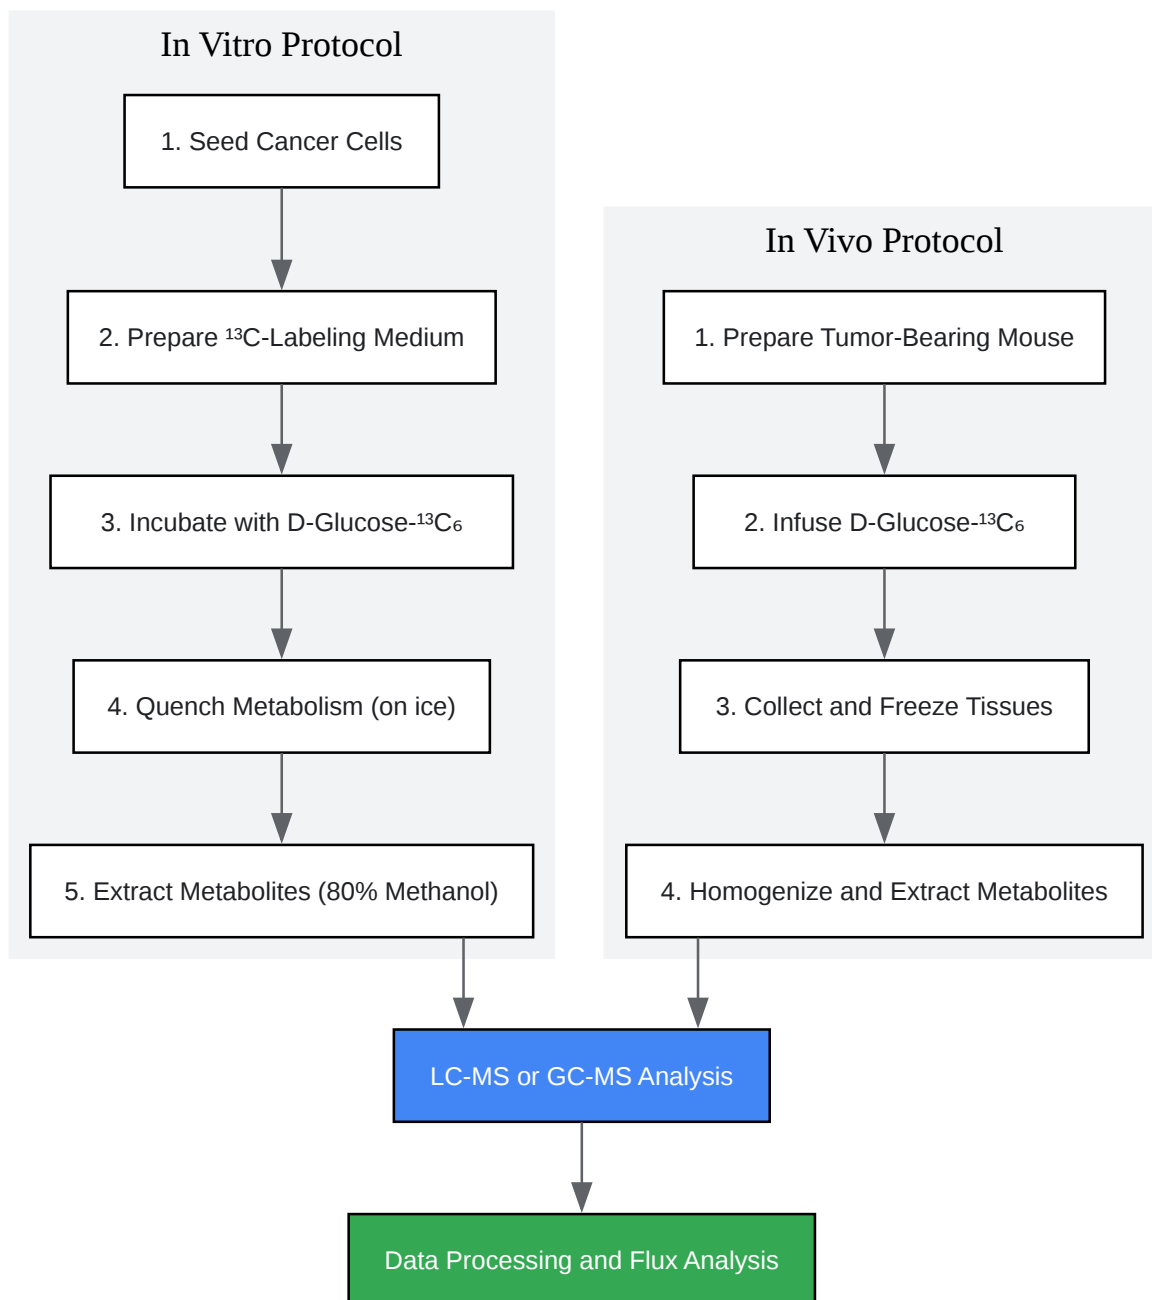 In Vitro Protocol
1. Seed Cancer Cells
2. Prepare ¹³C-Labeling Medium
3. Incubate with D-Glucose-¹³C₆
4. Quench Metabolism (on ice)
5. Extract Metabolites (80% Methanol)
In Vivo Protocol
1. Prepare Tumor-Bearing Mouse
2. Infuse D-Glucose-¹³C₆
3. Collect and Freeze Tissues
4. Homogenize and Extract Metabolites
LC-MS or GC-MS Analysis
Data Processing and Flux Analysis